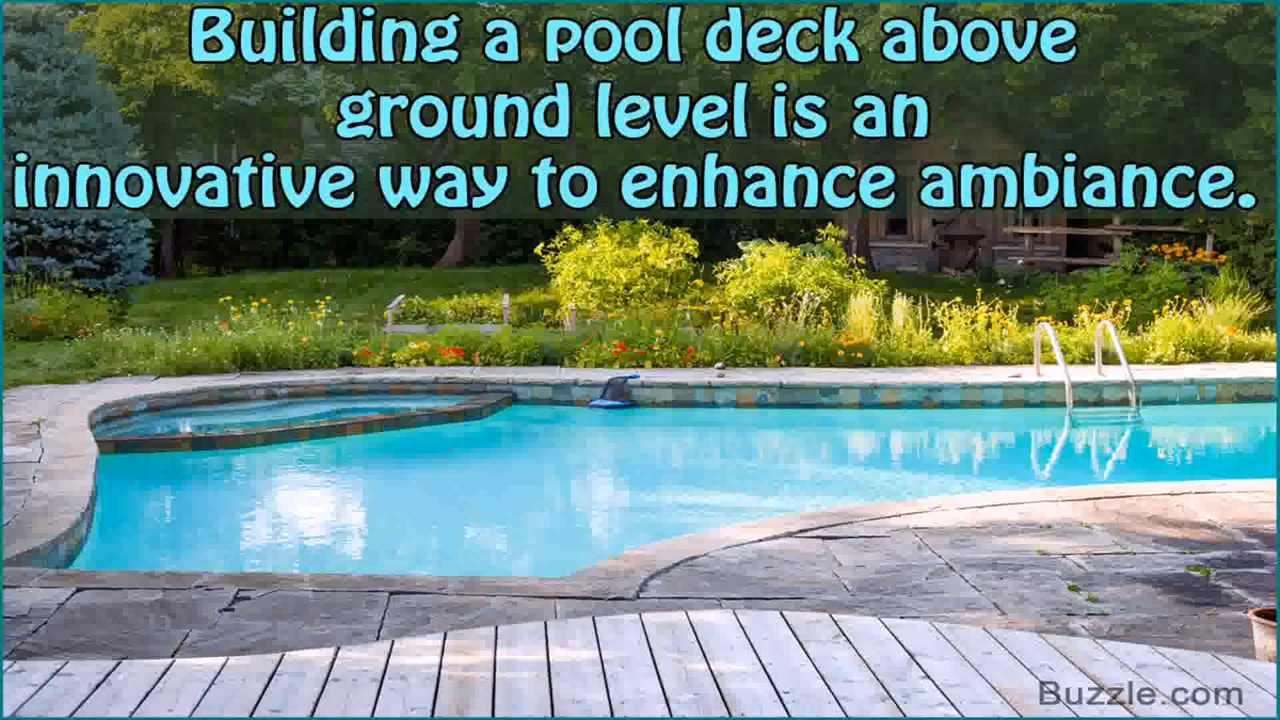 Building a pool deck above
ground level is an
innovative way to enhance ambiance.
Buzzle.com